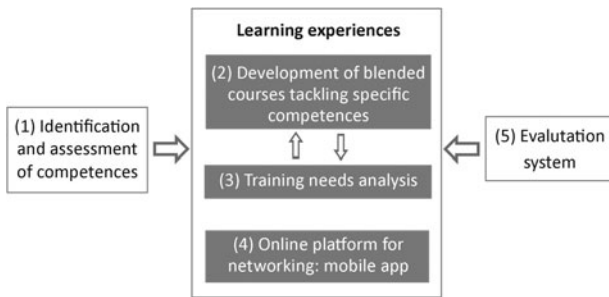 Learning experiences
(2) Development of blended
courses tackling specific
competences
(1) Identification
and assessment
of competences
(5) Evalutation
system
(3) Training needs analysis
(4) Online platform for
networking: mobile app